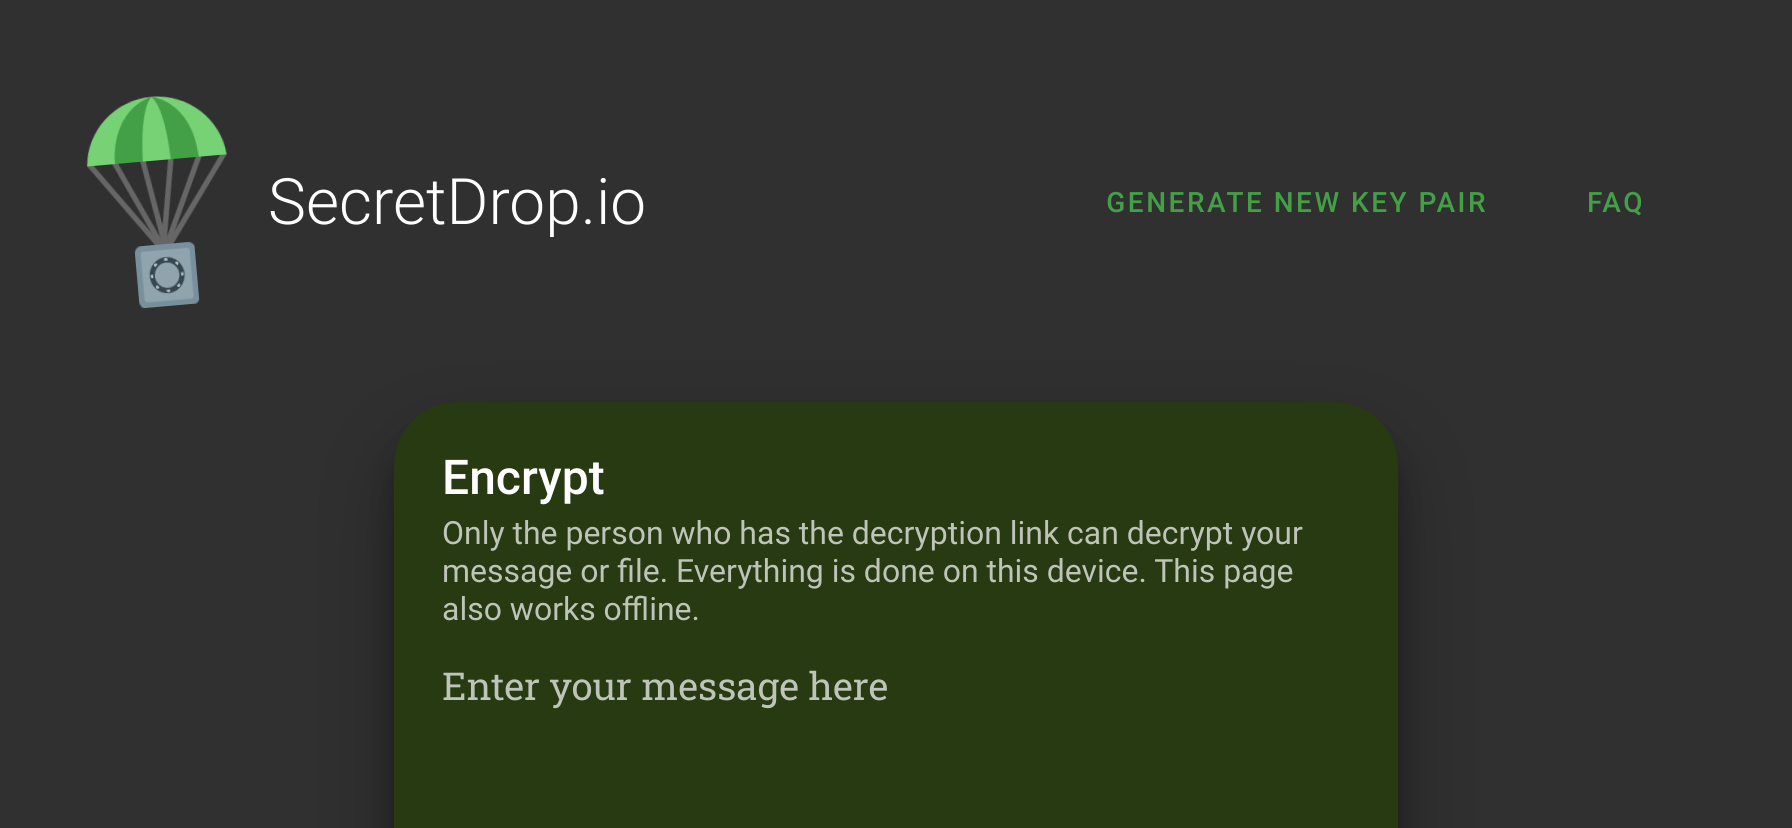 SecretDrop.io
GENERATE NEW KEY PAIR
FAQ
Encrypt
Only the person who has the decryption link can decrypt your
message or file. Everything is done on this device. This page
also works offline.
Enter your message here